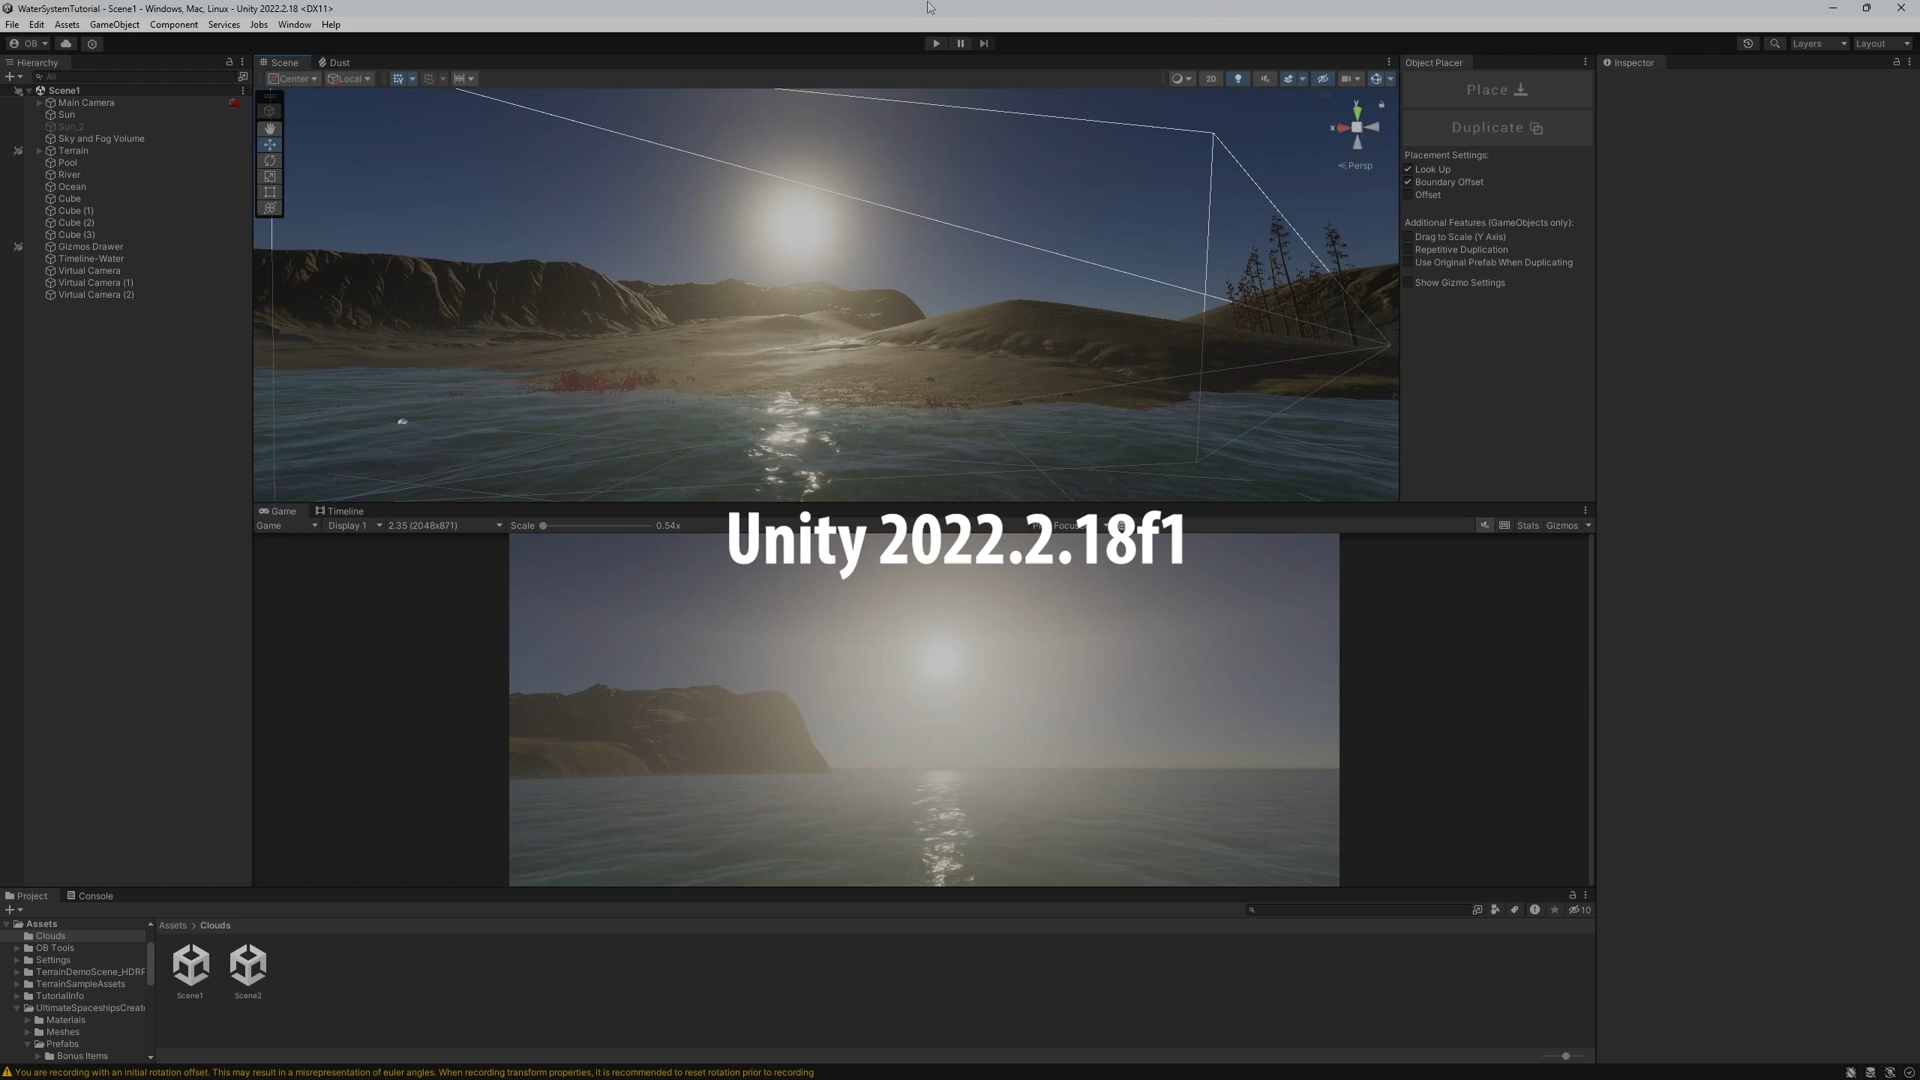 WaterSystemTutorial - Scene1 - Windows, Mac, Linux - Unity 2022.2.18 <DX11>
File Edit Assets GameObject Component Services Jobs Window Help
OB
Layers
Layout
Hierarchy
All
Scene1
Main Camera
Sun
Sun_2
Sky and Fog Volume
Terrain
Pool
River
Ocean
Cube
Cube (1)
Cube (2)
Cube (3)
Gizmos Drawer
Timeline-Water
Virtual Camera
Virtual Camera (1)
Virtual Camera (2)
Scene
Dust
Center
Local
2D
y
x
Persp
Object Placer
Place
Duplicate
Placement Settings:
Look Up
Boundary Offset
Offset
Additional Features (GameObjects only):
Drag to Scale (Y Axis)
Repetitive Duplication
Use Original Prefab When Duplicating
Show Gizmo Settings
Inspector
Game
Timeline
Game
Display 1
2.35 (2048x871)
Scale
0.54x
Stats
Gizmos
Unity 2022.2.18f1
Project
Console
10
Assets
Clouds
OB Tools
Settings
TerrainDemoScene_HDRP
TerrainSampleAssets
TutorialInfo
UltimateSpaceshipsCreat
Materials
Meshes
Prefabs
Bonus Items
Assets > Clouds
Scene1
Scene2
You are recording with an initial rotation offset. This may result in a misrepresentation of euler angles. When recording transform properties, it is recommended to reset rotation prior to recording